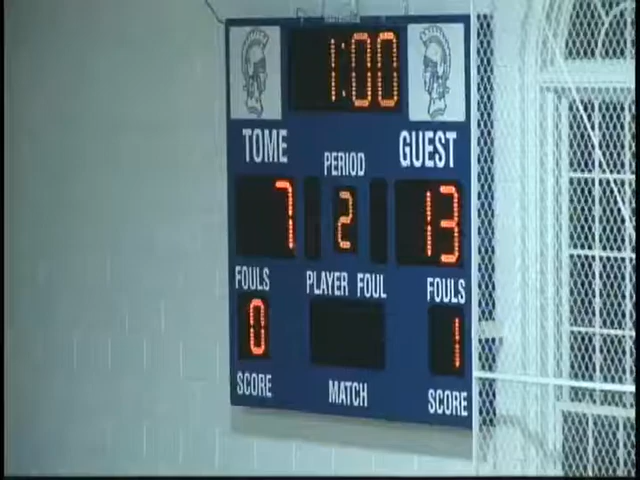 1:00
TOME
PERIOD
GUEST
7
2
13
FOULS
PLAYER FOUL
FOULS
0
1
SCORE
MATCH
SCORE